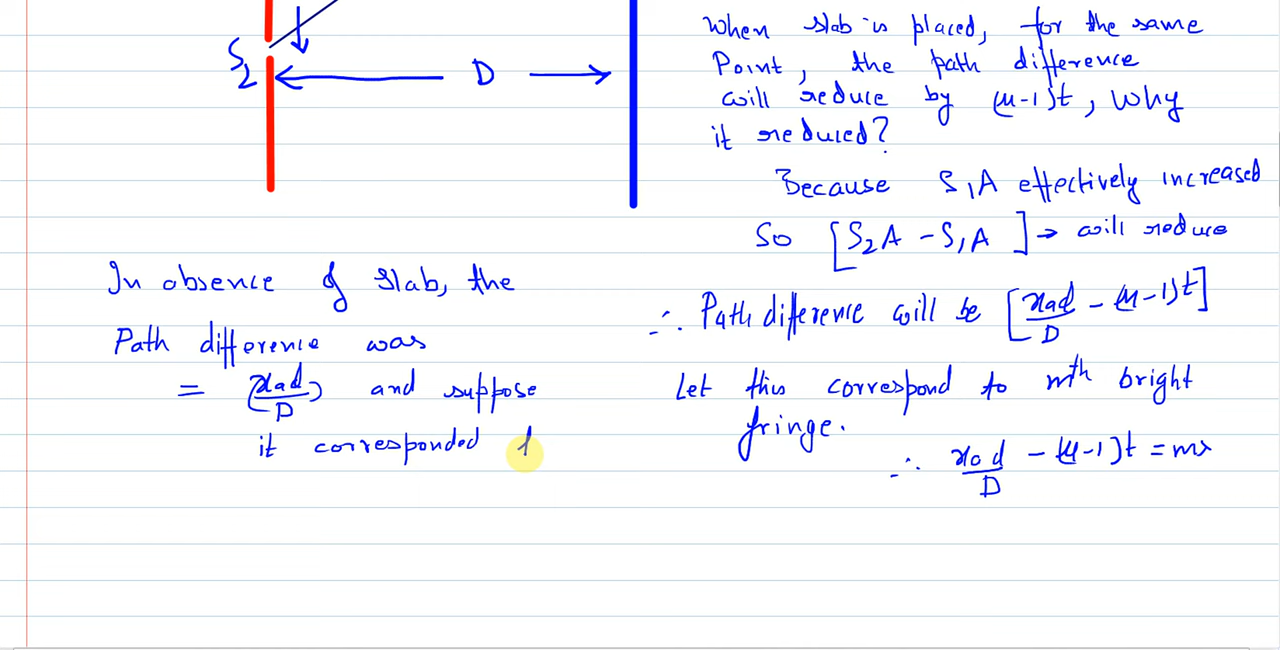 S2
D
When slab is placed, for the same
Point, the path difference
will reduce by (μ-1)t, Why
it reduced?
Because S1A effectively increased
So [S2A - S1A] → will reduce
In absence of slab, the
Path difference was
= (xad/D) and suppose
it corresponded
∴ Path difference will be [xad/D - (μ-1)t]
Let this correspond to mth bright
fringe.
∴ xad/D - (μ-1)t = mλ